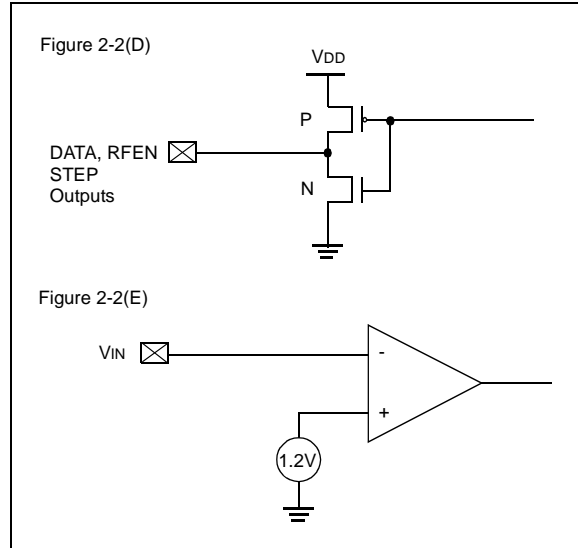 Figure 2-2(D)
VDD
P
DATA, RFEN
STEP
Outputs
N
Figure 2-2(E)
VIN
-
+
1.2V